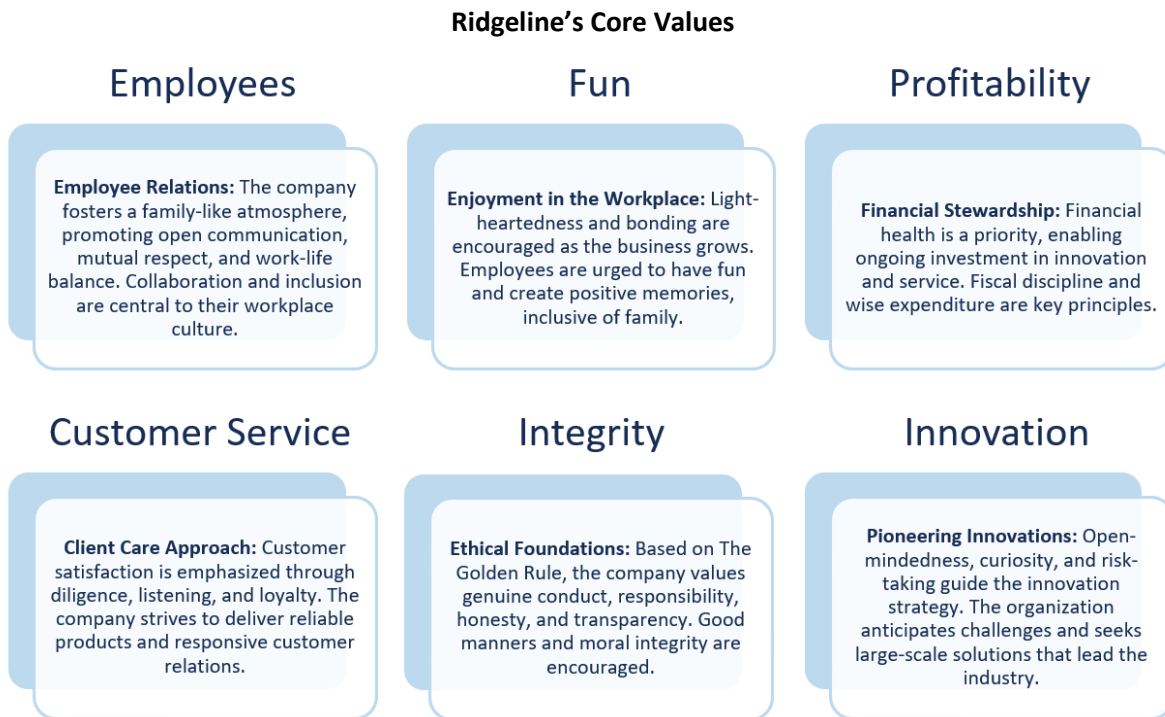 Ridgeline’s Core Values
Employees
Employee Relations: The company
fosters a family-like atmosphere,
promoting open communication,
mutual respect, and work-life
balance. Collaboration and inclusion
are central to their workplace
culture.
Fun
Enjoyment in the Workplace: Light-
heartedness and bonding are
encouraged as the business grows.
Employees are urged to have fun
and create positive memories,
inclusive of family.
Profitability
Financial Stewardship: Financial
health is a priority, enabling
ongoing investment in innovation
and service. Fiscal discipline and
wise expenditure are key principles.
Customer Service
Client Care Approach: Customer
satisfaction is emphasized through
diligence, listening, and loyalty. The
company strives to deliver reliable
products and responsive customer
relations.
Integrity
Ethical Foundations: Based on The
Golden Rule, the company values
genuine conduct, responsibility,
honesty, and transparency. Good
manners and moral integrity are
encouraged.
Innovation
Pioneering Innovations: Open-
mindedness, curiosity, and risk-
taking guide the innovation
strategy. The organization
anticipates challenges and seeks
large-scale solutions that lead the
industry.